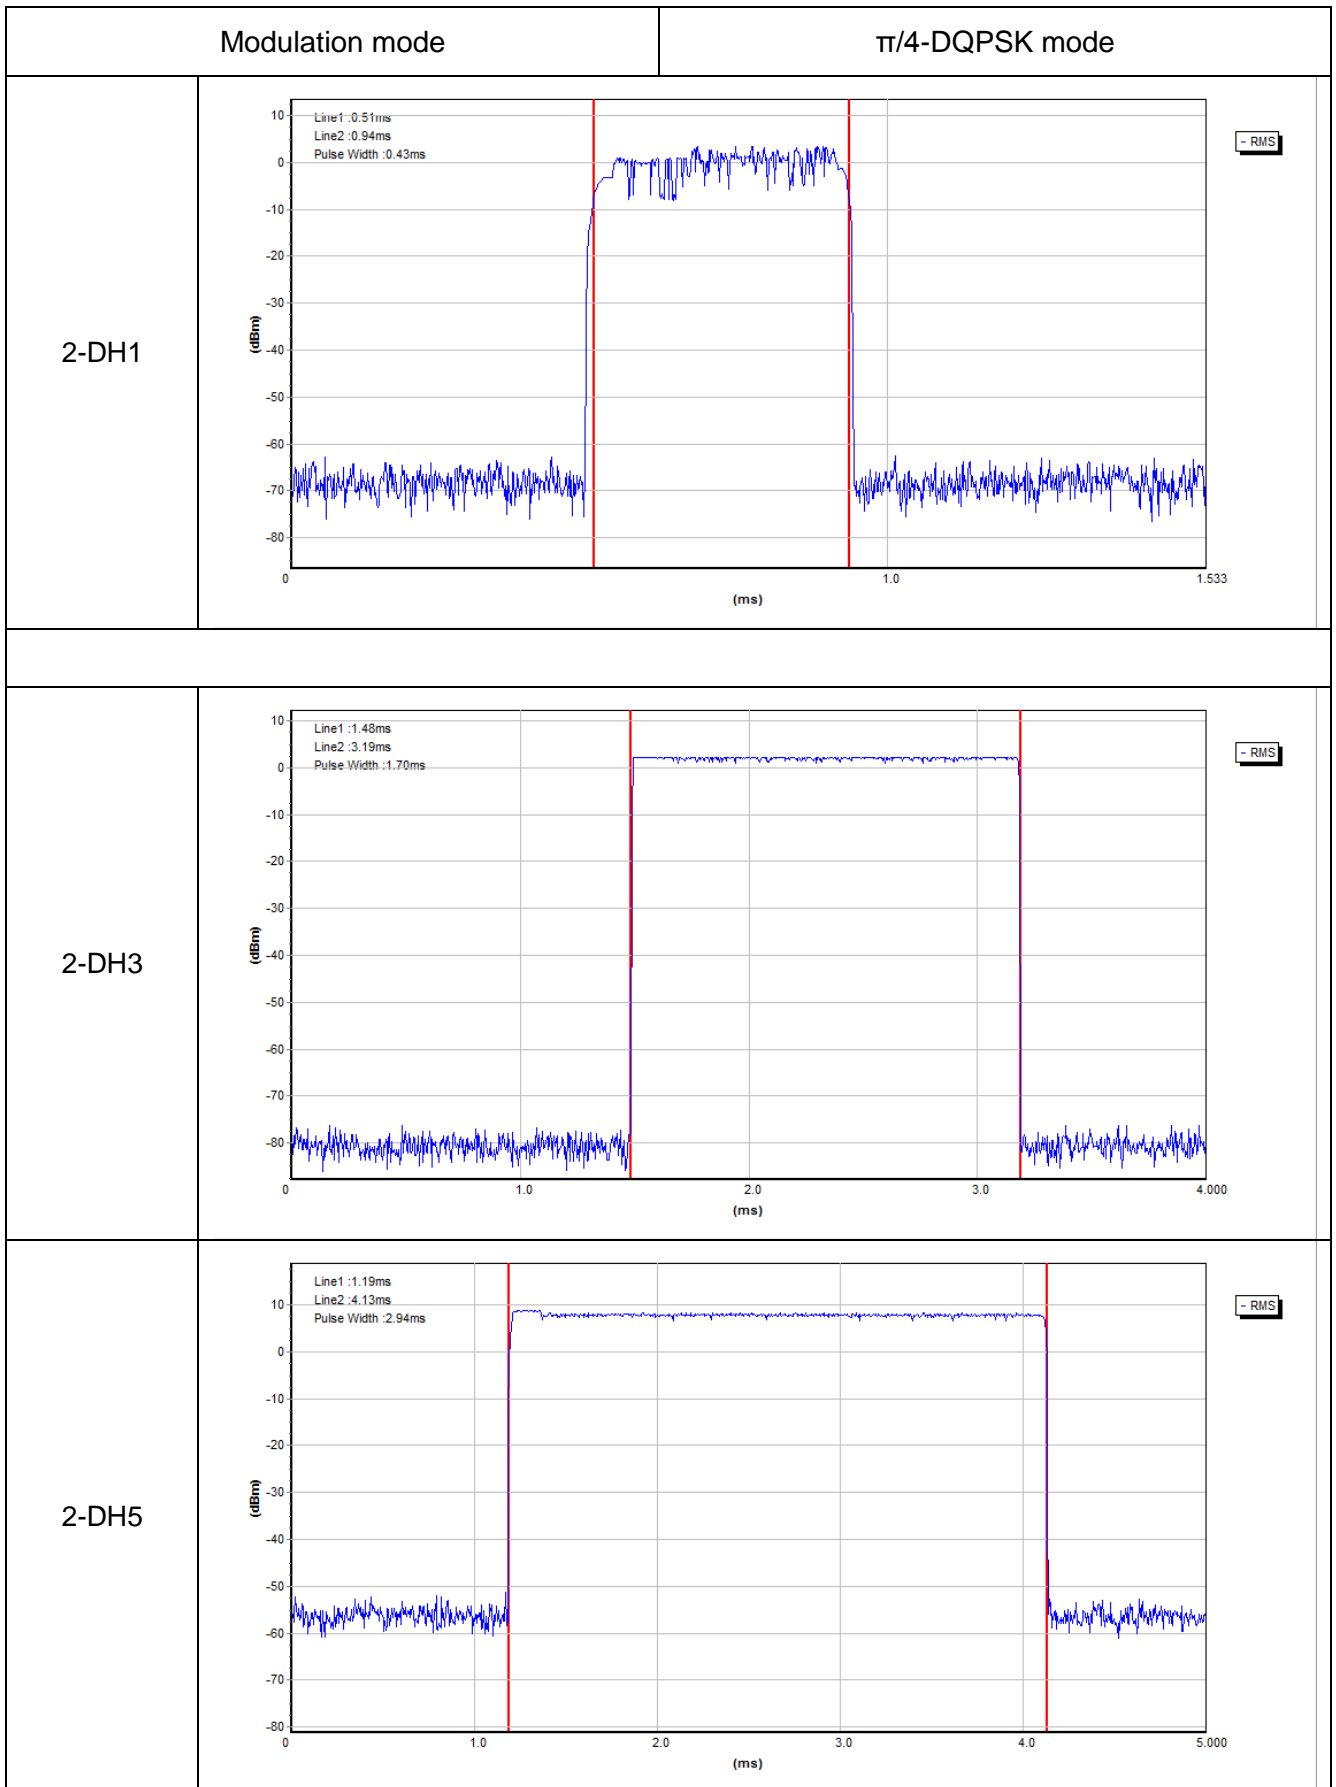 Modulation mode
π/4-DQPSK mode
2-DH1
Line1 :0.51ms
Line2 :0.94ms
Pulse Width :0.43ms
- RMS
10
0
-10
-20
-30
-40
-50
-60
-70
-80
(dBm)
0
1.0
1.533
(ms)
2-DH3
Line1 :1.48ms
Line2 :3.19ms
Pulse Width :1.70ms
- RMS
10
0
-10
-20
-30
-40
-50
-60
-70
-80
(dBm)
0
1.0
2.0
3.0
4.000
(ms)
2-DH5
Line1 :1.19ms
Line2 :4.13ms
Pulse Width :2.94ms
- RMS
10
0
-10
-20
-30
-40
-50
-60
-70
-80
(dBm)
0
1.0
2.0
3.0
4.0
5.000
(ms)